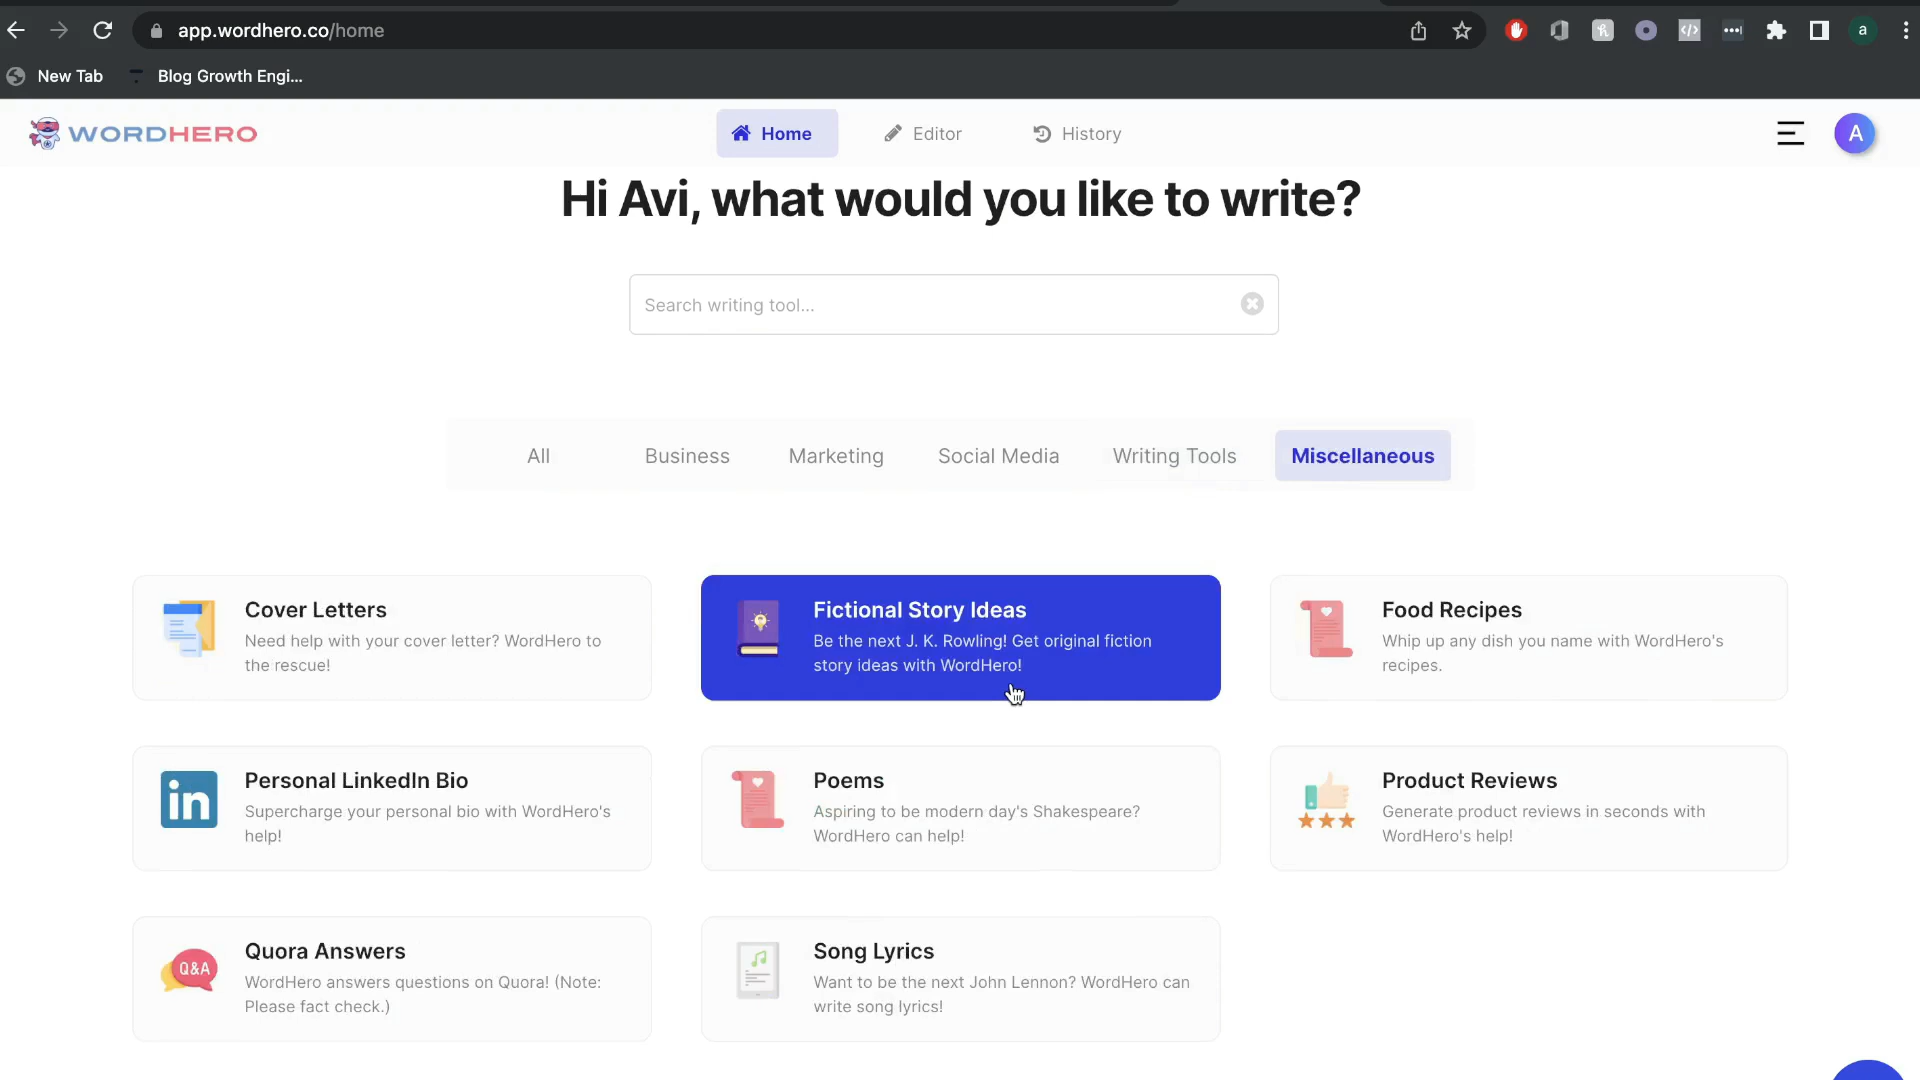 app.wordhero.co/home
a
New Tab
Blog Growth Engi...
WORDHERO
Home
Editor
History
A
Hi Avi, what would you like to write?
Search writing tool...
All
Business
Marketing
Social Media
Writing Tools
Miscellaneous
Cover Letters
Need help with your cover letter? WordHero to
the rescue!
Fictional Story Ideas
Be the next J. K. Rowling! Get original fiction
story ideas with WordHero!
Food Recipes
Whip up any dish you name with WordHero's
recipes.
in
Personal LinkedIn Bio
Supercharge your personal bio with WordHero's
help!
Poems
Aspiring to be modern day's Shakespeare?
WordHero can help!
Product Reviews
Generate product reviews in seconds with
WordHero's help!
Q&A
Quora Answers
WordHero answers questions on Quora! (Note:
Please fact check.)
Song Lyrics
Want to be the next John Lennon? WordHero can
write song lyrics!